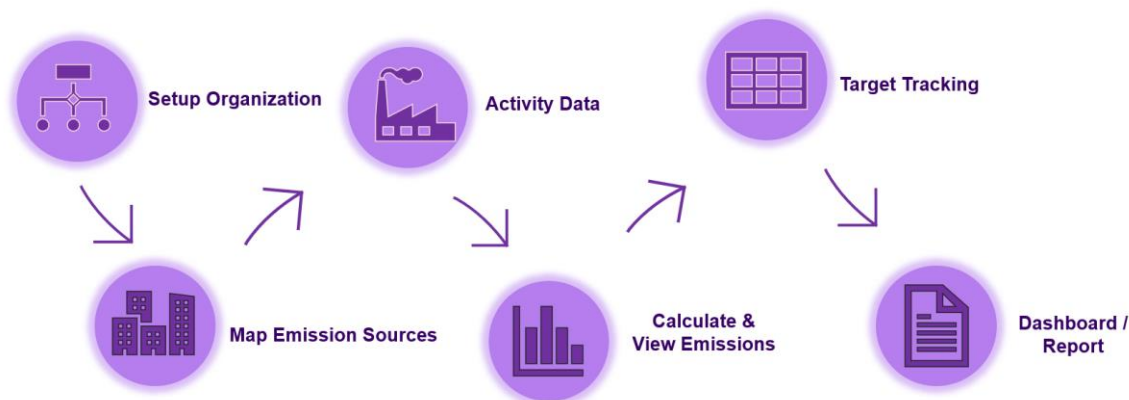 Setup Organization
Map Emission Sources
Activity Data
Calculate &
View Emissions
Target Tracking
Dashboard /
Report